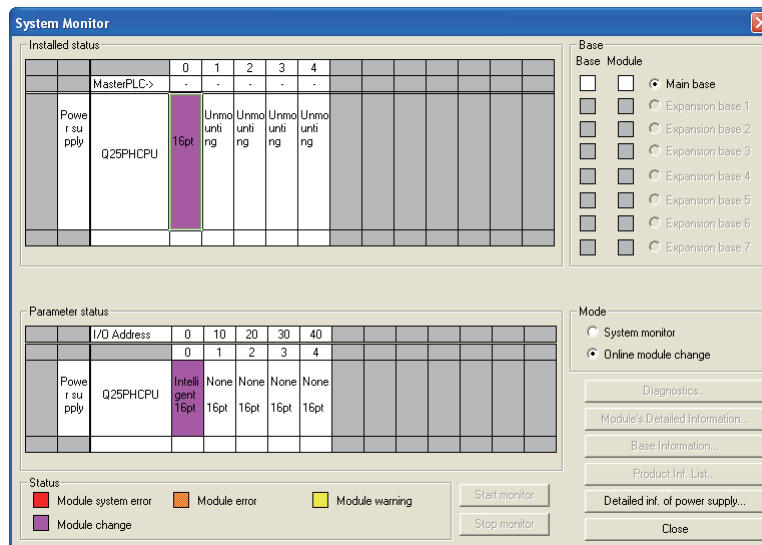 System Monitor
Installed status
0 1 2 3 4
MasterPLC-> - - - - -
Powe
r su
pply
Q25PHCPU
16pt
Unmo
unti
ng
Unmo
unti
ng
Unmo
unti
ng
Unmo
unti
ng
Base
Base Module
Main base
Expansion base 1
Expansion base 2
Expansion base 3
Expansion base 4
Expansion base 5
Expansion base 6
Expansion base 7
Parameter status
I/O Address 0 10 20 30 40
0 1 2 3 4
Powe
r su
pply
Q25PHCPU
Intelli
gent
16pt
None
16pt
None
16pt
None
16pt
None
16pt
Mode
System monitor
Online module change
Diagnostics...
Module's Detailed Information...
Base Information...
Product Inf. List...
Detailed inf. of power supply...
Close
Status
Module system error
Module error
Module warning
Module change
Start monitor
Stop monitor